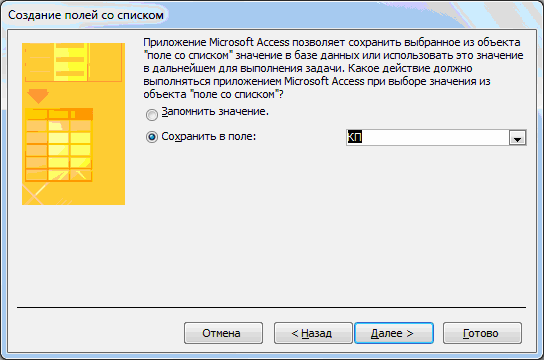 Создание полей со списком
Приложение Microsoft Access позволяет сохранить выбранное из объекта
"поле со списком" значение в базе данных или использовать это значение
в дальнейшем для выполнения задачи. Какое действие должно
выполняться приложением Microsoft Access при выборе значения из
объекта "поле со списком"?
Запомнить значение.
Сохранить в поле: КП
Отмена < Назад Далее > Готово